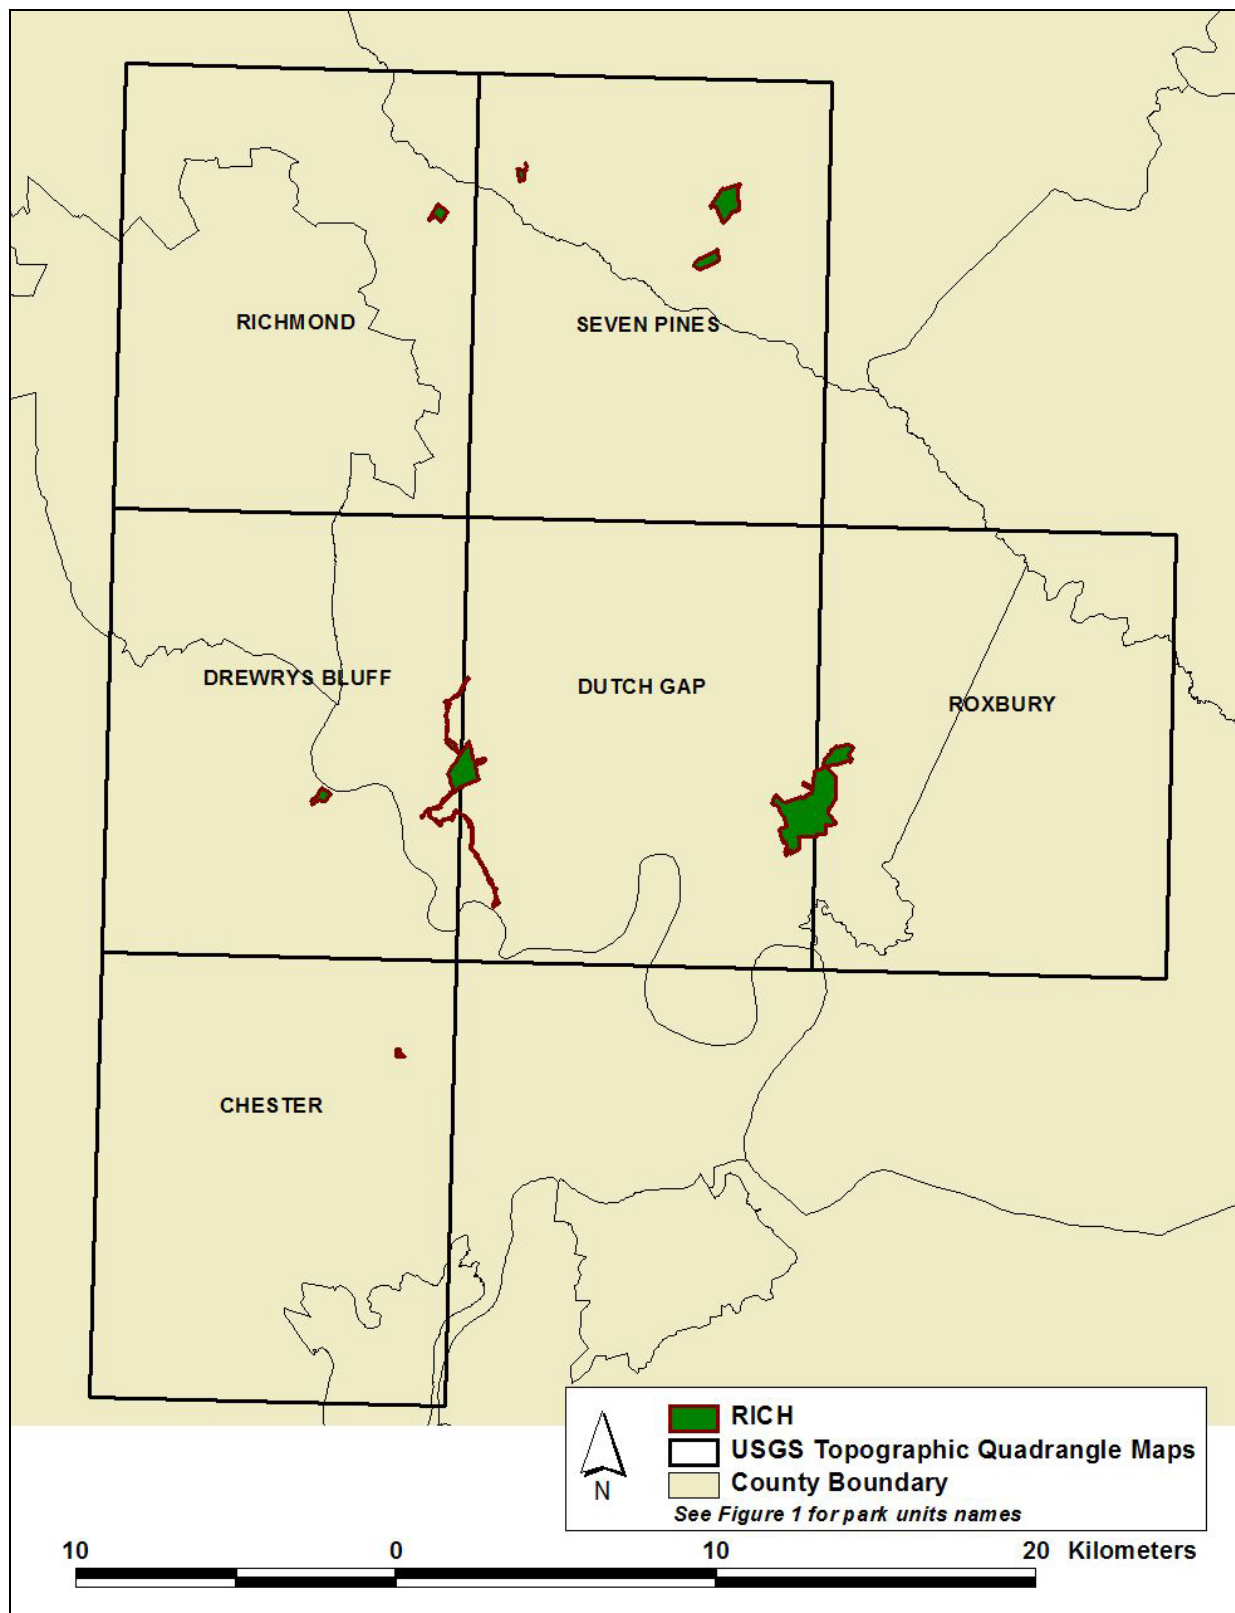 RICHMOND
SEVEN PINES
DREWRYS BLUFF
DUTCH GAP
ROXBURY
CHESTER
N
RICH
USGS Topographic Quadrangle Maps
County Boundary
See Figure 1 for park units names
10 0 10 20 Kilometers